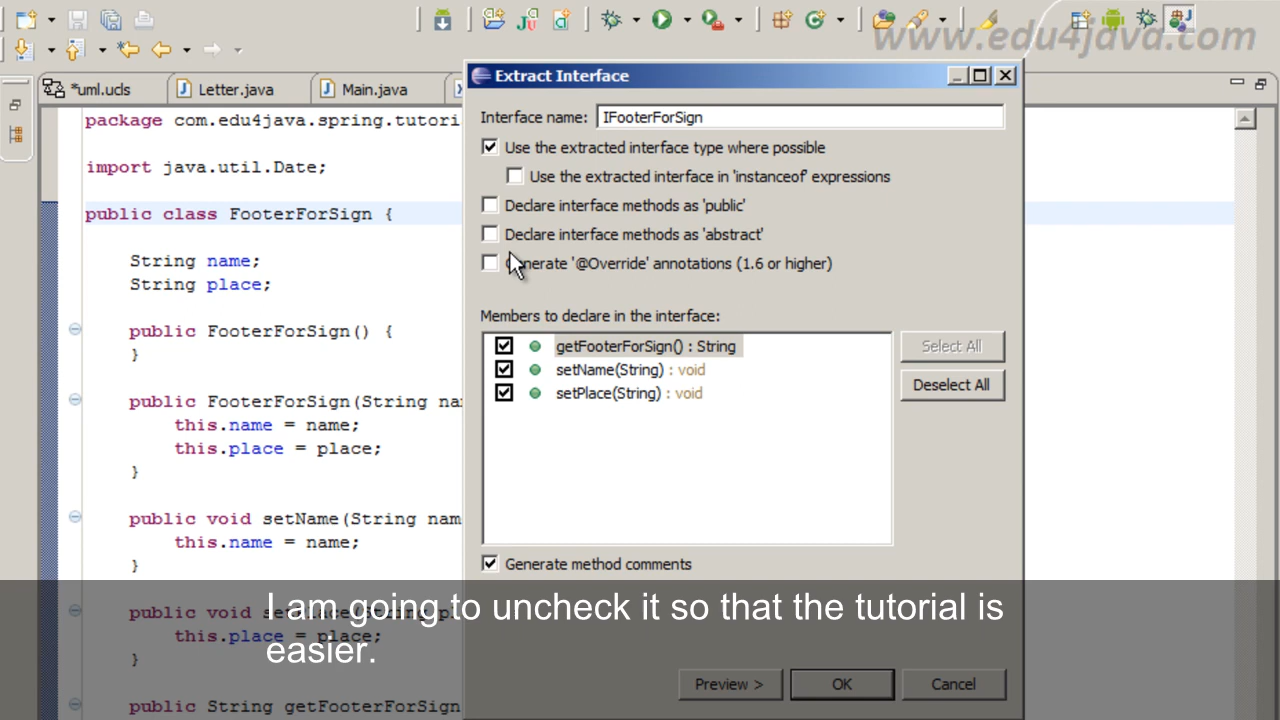 www.edu4java.com
*uml.ucls
Letter.java
Main.java
package com.edu4java.spring.tutori
import java.util.Date;
public class FooterForSign {
String name;
String place;
public FooterForSign() {
}
public FooterForSign(String nam
this.name = name;
this.place = place;
}
public void setName(String nam
this.name = name;
}
public void setPlace(String pl
this.place = place;
}
public String getFooterForSign
Extract Interface
Interface name: IFooterForSign
Use the extracted interface type where possible
Use the extracted interface in 'instanceof' expressions
Declare interface methods as 'public'
Declare interface methods as 'abstract'
Generate '@Override' annotations (1.6 or higher)
Members to declare in the interface:
getFooterForSign() : String
setName(String) : void
setPlace(String) : void
Select All
Deselect All
Generate method comments
I am going to uncheck it so that the tutorial is
easier.
Preview >
OK
Cancel